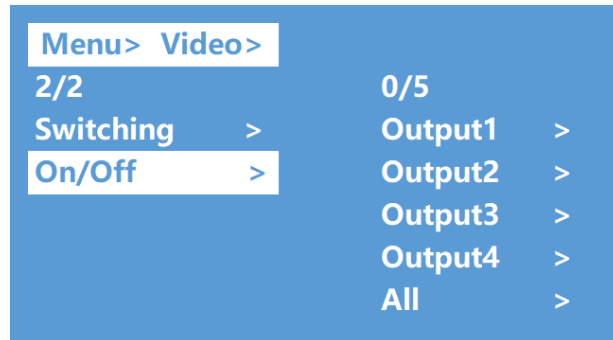 Menu> Video>
2/2
Switching >
On/Off >
0/5
Output1 >
Output2 >
Output3 >
Output4 >
All >